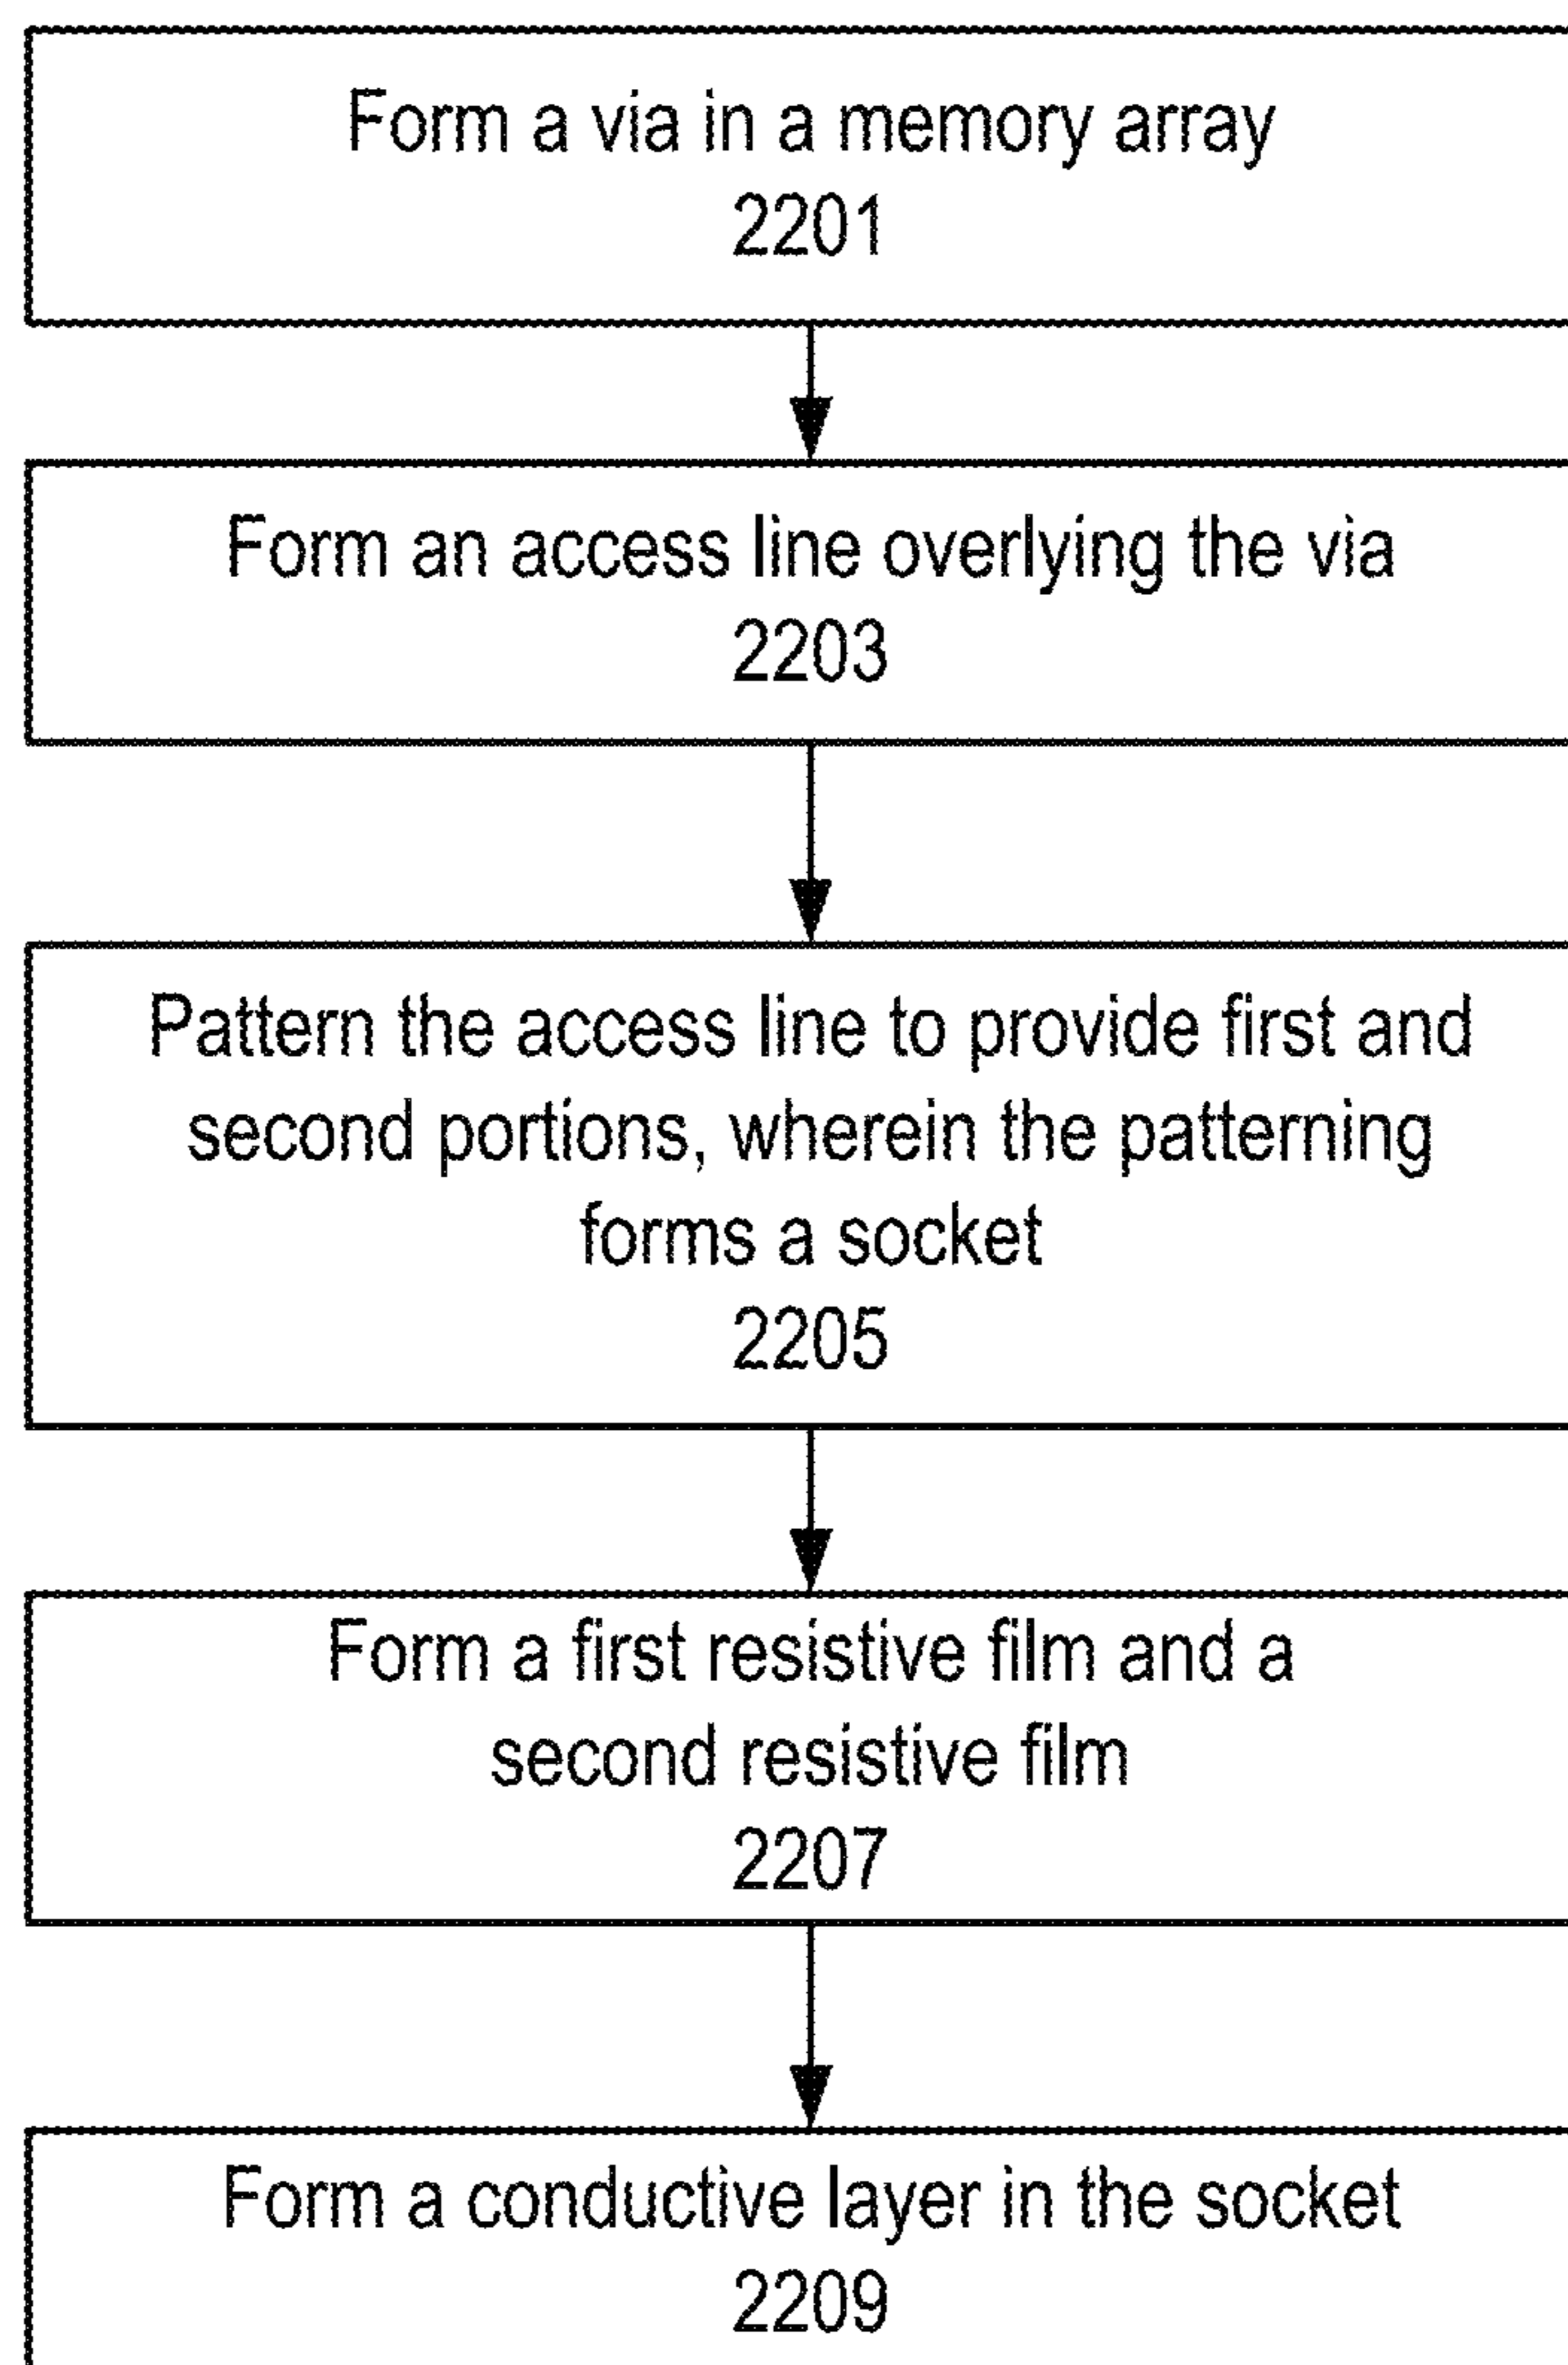 Form a via in a memory array
2201
Form an access line overlying the via
2203
Pattern the access line to provide first and
second portions, wherein the patterning
forms a socket
2205
Form a first resistive film and a
second resistive film
2207
Form a conductive layer in the socket
2209